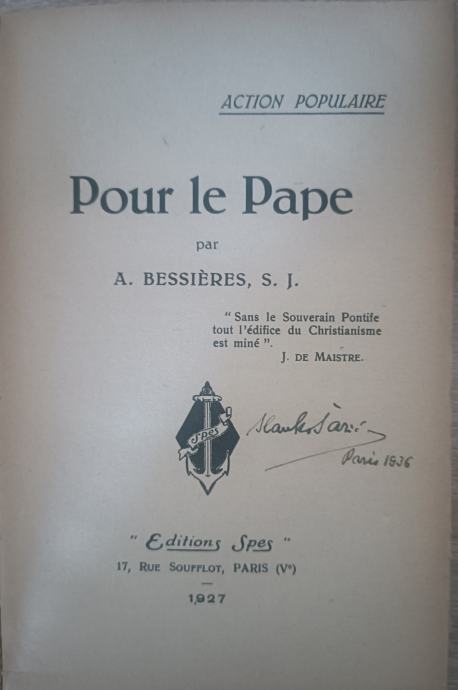 ACTION POPULAIRE
Pour le Pape
par
A. BESSIÈRES, S. J.
“ Sans le Souverain Pontife
tout l'édifice du Christianisme
est miné ”.
J. DE MAISTRE.
Spes
Paris 1936
" Editions Spes "
17, RUE SOUFFLOT, PARIS (Vᵉ)
1927